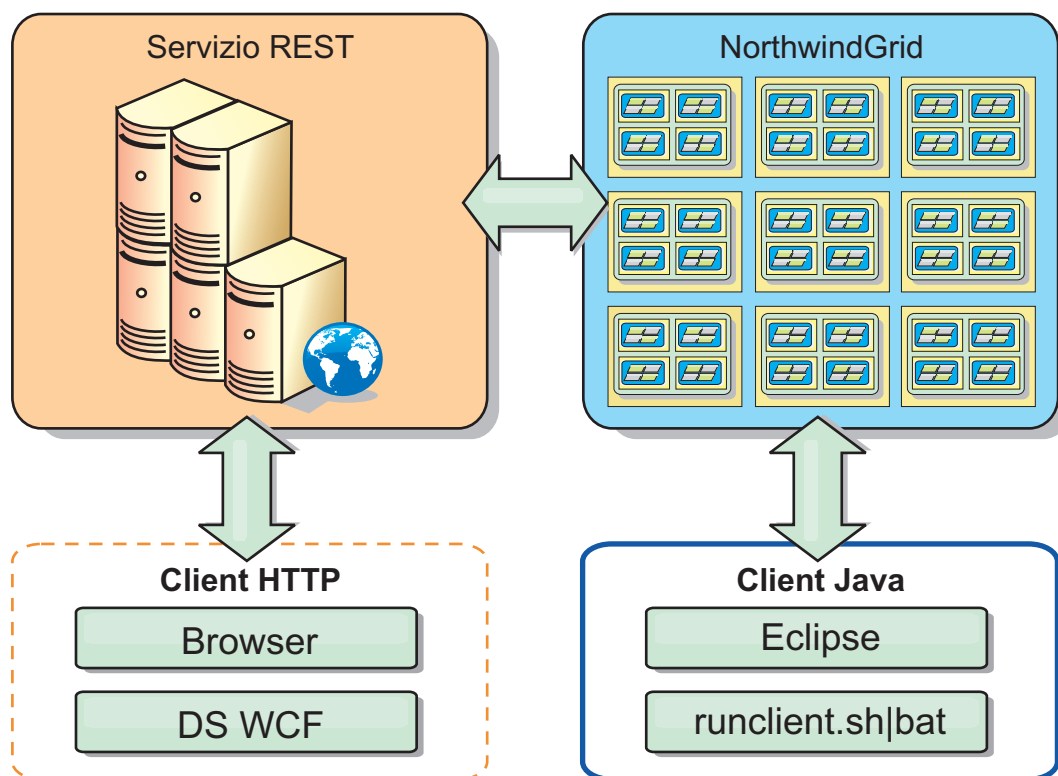 Servizio REST
NorthwindGrid
Client HTTP
Browser
DS WCF
Client Java
Eclipse
runclient.sh|bat